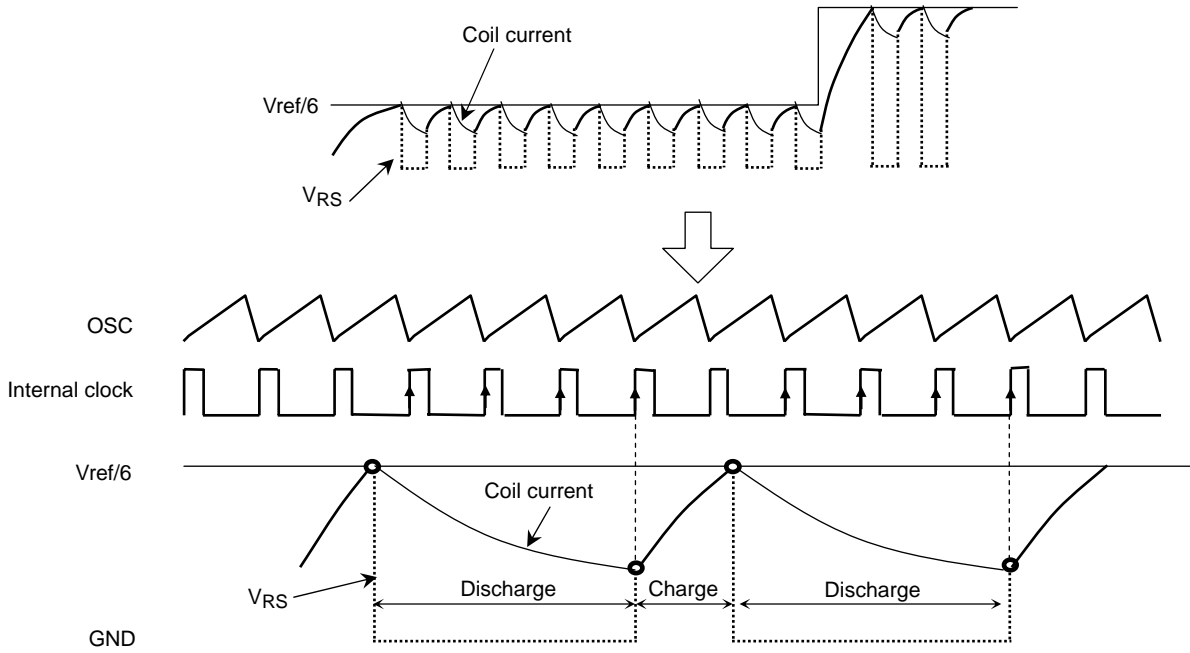 Coil current
Vref/6
VRS
OSC
Internal clock
Vref/6
Coil current
Discharge
Charge
Discharge
VRS
GND